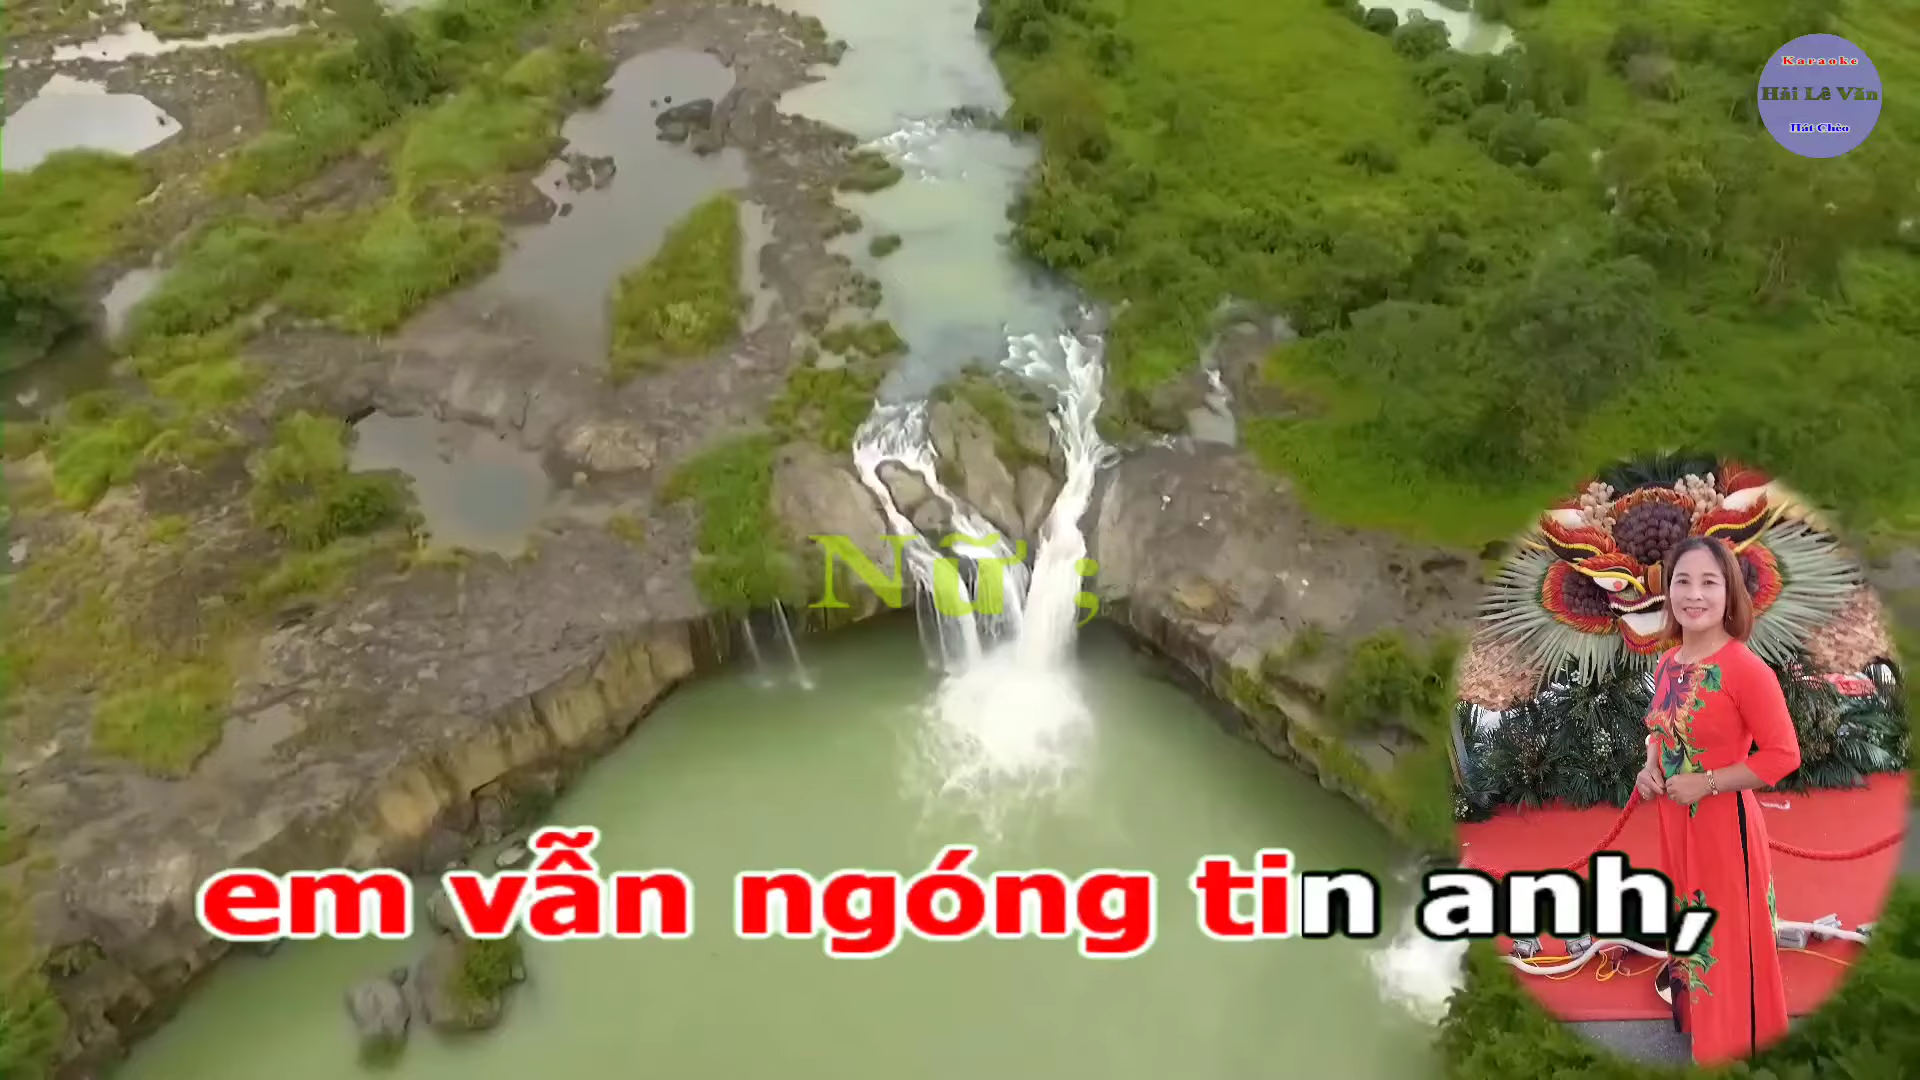 Karaoke
Hải Lê Văn
Hát Chèo
Nữ ;
em vẫn ngóng tin anh,